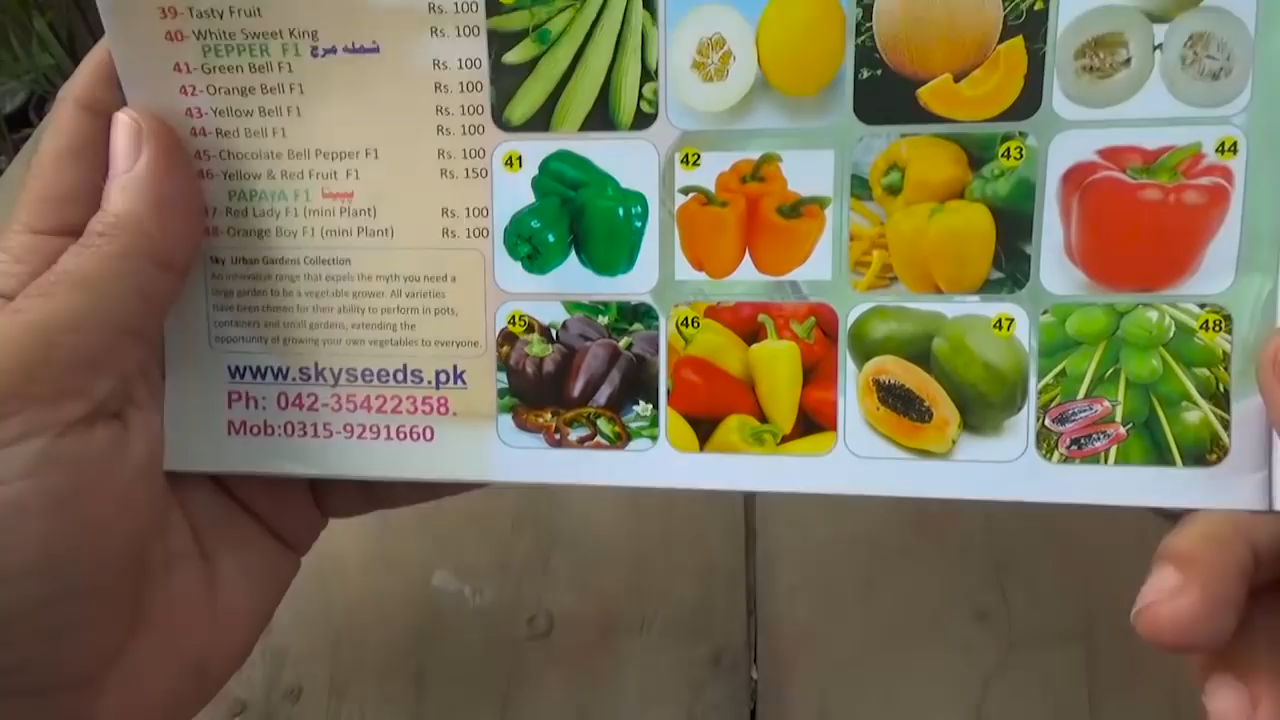 39-Tasty Fruit Rs. 100
40-White Sweet King Rs. 100
PEPPER F1 شملہ مرچ
41-Green Bell F1 Rs. 100
42-Orange Bell F1 Rs. 100
43-Yellow Bell F1 Rs. 100
44-Red Bell F1 Rs. 100
45-Chocolate Bell Pepper F1 Rs. 100
46-Yellow & Red Fruit F1 Rs. 150
PAPAYA F1 پپیتا
47- Red Lady F1 (mini Plant) Rs. 100
48-Orange Boy F1 (mini Plant) Rs. 100
Sky Urban Gardens Collection
An innovative range that expels the myth you need a
large garden to be a vegetable grower. All varieties
have been chosen for their ability to perform in pots,
containers and small gardens, extending the
opportunity of growing your own vegetables to everyone.
www.skyseeds.pk
Ph: 042-35422358.
Mob:0315-9291660
41 42 43 44
45 46 47 48